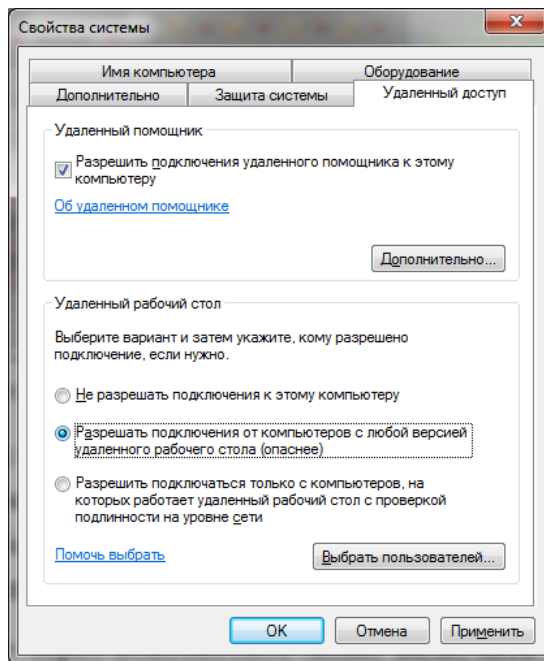 Свойства системы
Имя компьютера
Оборудование
Дополнительно
Защита системы
Удаленный доступ
Удаленный помощник
Разрешить подключения удаленного помощника к этому
компьютеру
Об удаленном помощнике
Дополнительно...
Удаленный рабочий стол
Выберите вариант и затем укажите, кому разрешено
подключение, если нужно.
Не разрешать подключения к этому компьютеру
Разрешать подключения от компьютеров с любой версией
удаленного рабочего стола (опаснее)
Разрешить подключаться только с компьютеров, на
которых работает удаленный рабочий стол с проверкой
подлинности на уровне сети
Помочь выбрать
Выбрать пользователей...
OK
Отмена
Применить